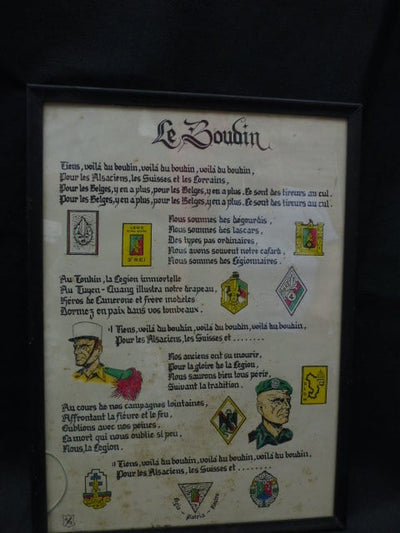 Le Boudin
Tiens, voilà du boudin, voilà du boudin, voilà du boudin,
Pour les Alsaciens, les Suisses et les Lorrains,
Pour les Belges, y en a plus, pour les Belges, y en a plus. Ce sont des tireurs au cul.
Pour les Belges, y en a plus, pour les Belges, y en a plus. Ce sont des tireurs au cul.
Nous sommes des dégourdis,
Nous sommes des lascars,
Des types pas ordinaires,
Nous avons souvent notre cafard,
Nous sommes des Légionnaires.
Au Tonkin, la Légion immortelle
Au Tuyen-Quang illustra notre drapeau,
Héros de Camerone et frère modèles
Dormez en paix dans vos tombeaux.
Tiens, voilà du boudin, voilà du boudin, voilà du boudin,
Pour les Alsaciens, les Suisses et ........
Nos anciens ont su mourir,
Pour la gloire de la Légion,
Nous saurons bien tous périr,
Suivant la tradition.
Au cours de nos campagnes lointaines,
Affrontant la fièvre et le feu,
Oublions avec nos peines,
La mort qui nous oublie si peu,
Nous, la Légion.
Tiens, voilà du boudin, voilà du boudin, voilà du boudin,
Pour les Alsaciens, les Suisses et ........